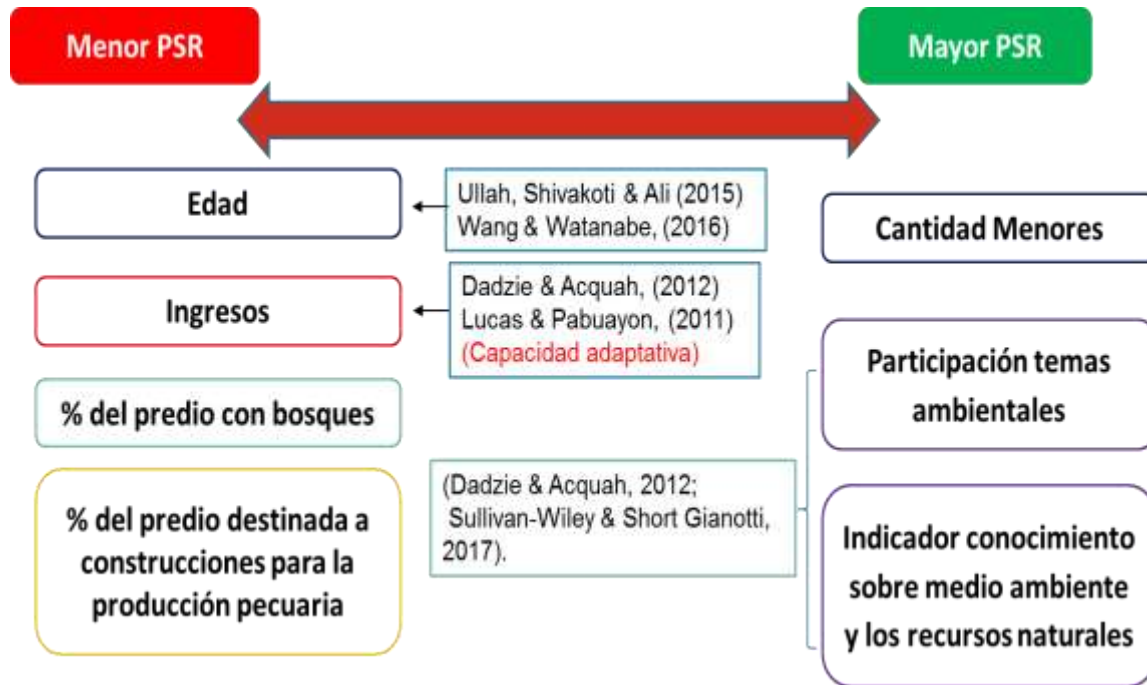 Menor PSR
Mayor PSR
Edad
Ullah, Shivakoti & Ali (2015)
Wang & Watanabe, (2016)
Cantidad Menores
Ingresos
Dadzie & Acquah, (2012)
Lucas & Pabuayon, (2011)
(Capacidad adaptativa)
Participación temas
ambientales
% del predio con bosques
(Dadzie & Acquah, 2012;
Sullivan-Wiley & Short Gianotti,
2017).
% del predio destinada a
construcciones para la
producción pecuaria
Indicador conocimiento
sobre medio ambiente
y los recursos naturales